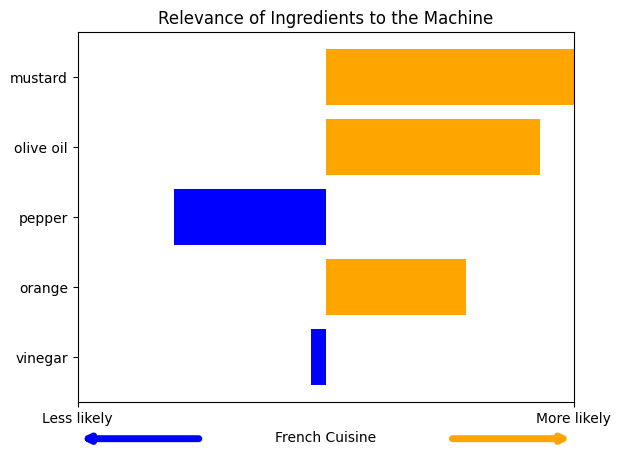 Relevance of Ingredients to the Machine
mustard
olive oil
pepper
orange
vinegar
Less likely
More likely
French Cuisine